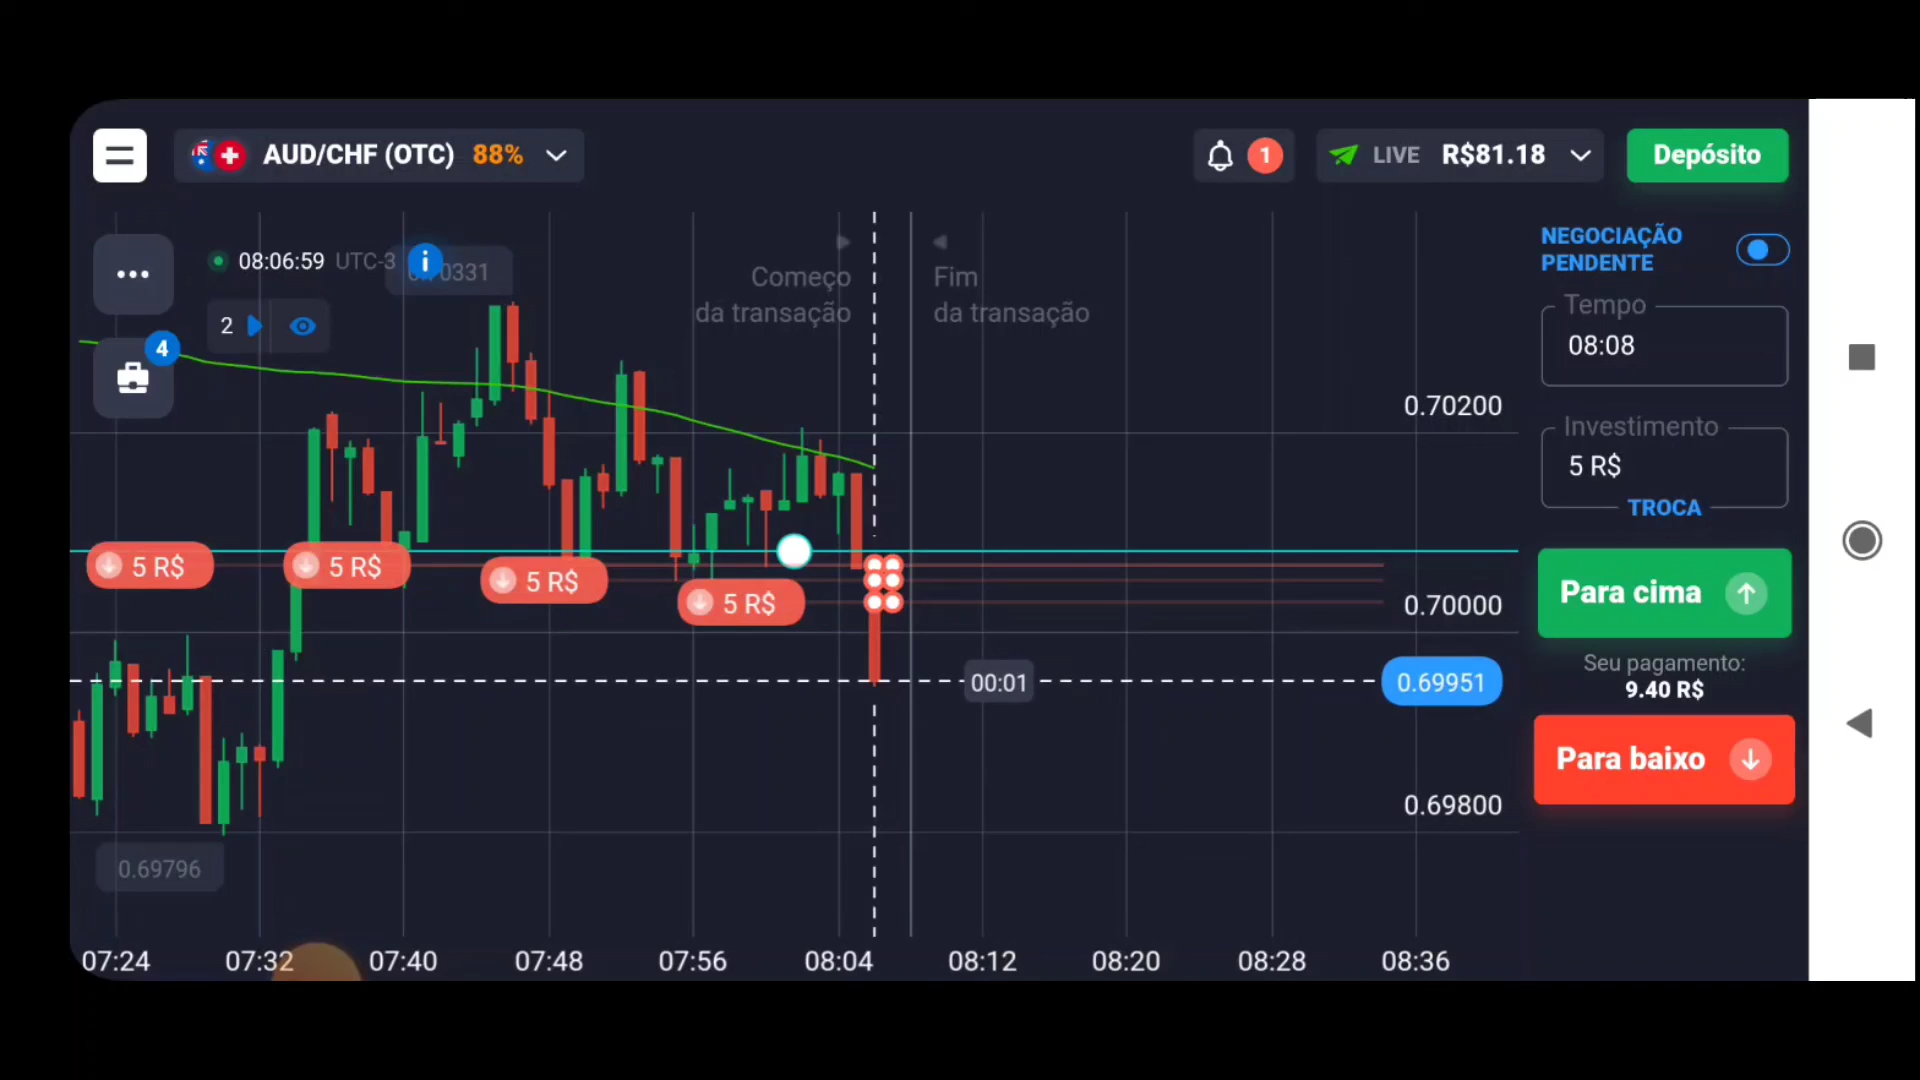 AUD/CHF (OTC) 88%
1
LIVE R$81.18
Depósito
08:06:59 UTC-3
i
0331
2
4
Começo
da transação
Fim
da transação
NEGOCIAÇÃO
PENDENTE
Tempo
08:08
Investimento
5 R$
TROCA
0.70200
5 R$
5 R$
5 R$
5 R$
0.70000
Para cima
Seu pagamento:
9.40 R$
00:01
0.69951
Para baixo
0.69800
0.69796
07:24 07:32 07:40 07:48 07:56 08:04 08:12 08:20 08:28 08:36